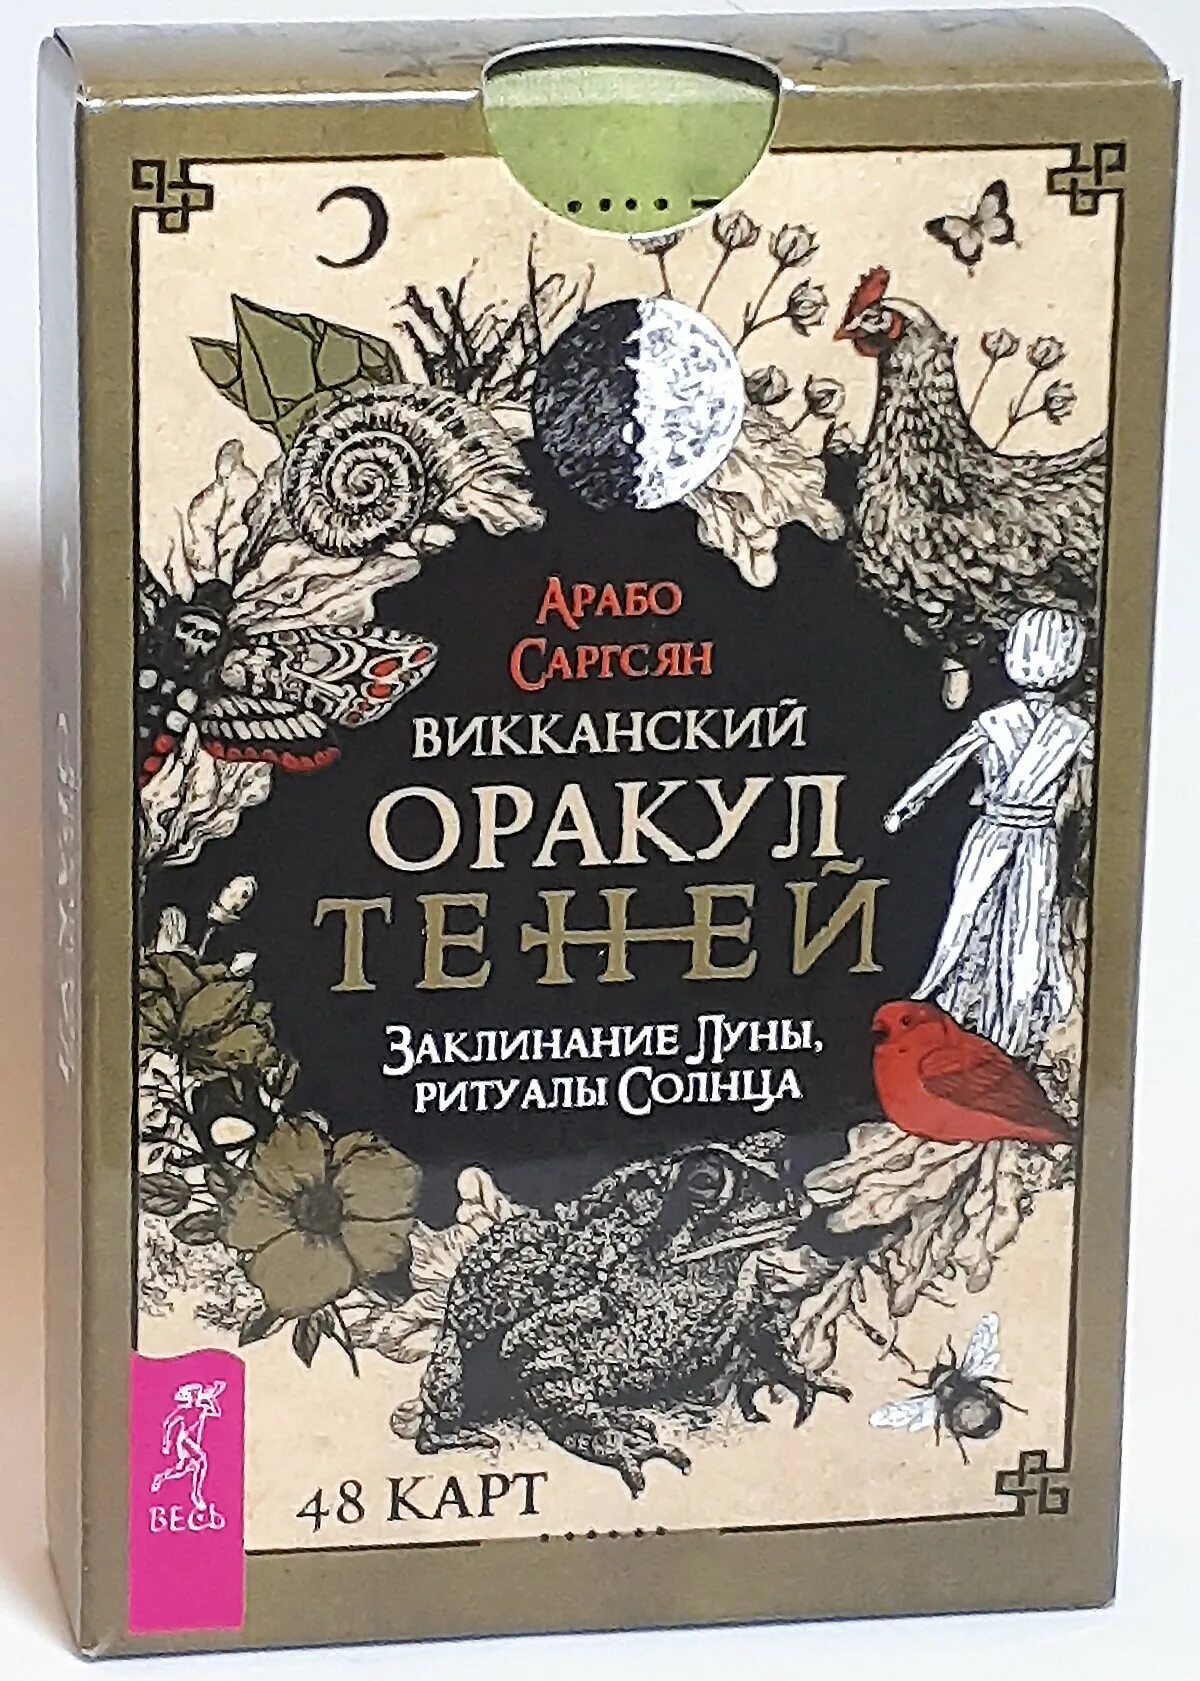 Арабо
Саргсян
ВИККАНСКИЙ
ОРАКУЛ
ТЕНЕЙ
Заклинание Луны,
ритуалы Солнца
ВЕСЬ
48 КАРТ